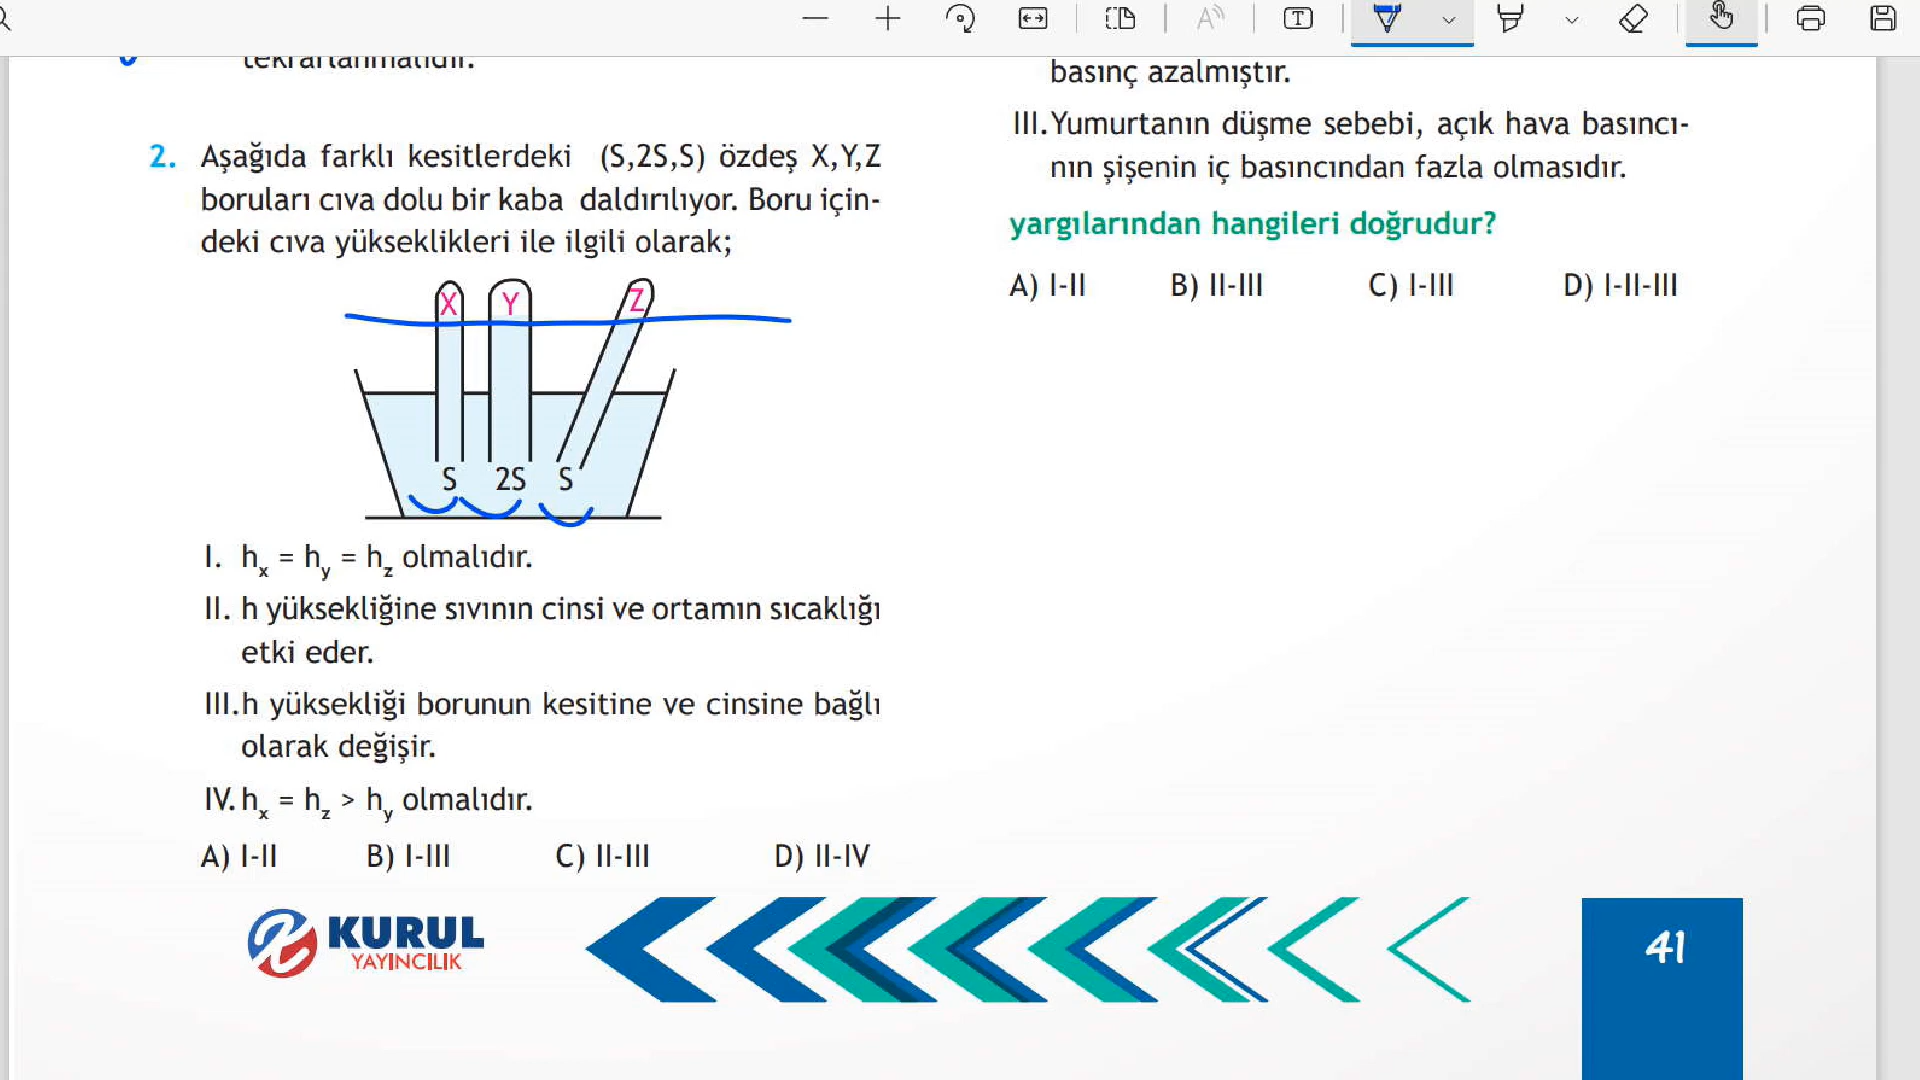 tekrarlanmalıdır.
2. Aşağıda farklı kesitlerdeki (S,2S,S) özdeş X,Y,Z
boruları cıva dolu bir kaba daldırılıyor. Boru için-
deki cıva yükseklikleri ile ilgili olarak;
X Y Z
S 2S S
I. hx = hy = hz olmalıdır.
II. h yüksekliğine sıvının cinsi ve ortamın sıcaklığı
etki eder.
III.h yüksekliği borunun kesitine ve cinsine bağlı
olarak değişir.
IV.hx = hz > hy olmalıdır.
A) I-II B) I-III C) II-III D) II-IV
basınç azalmıştır.
III.Yumurtanın düşme sebebi, açık hava basıncı-
nın şişenin iç basıncından fazla olmasıdır.
yargılarından hangileri doğrudur?
A) I-II B) II-III C) I-III D) I-II-III
KURUL
YAYINCILIK
41